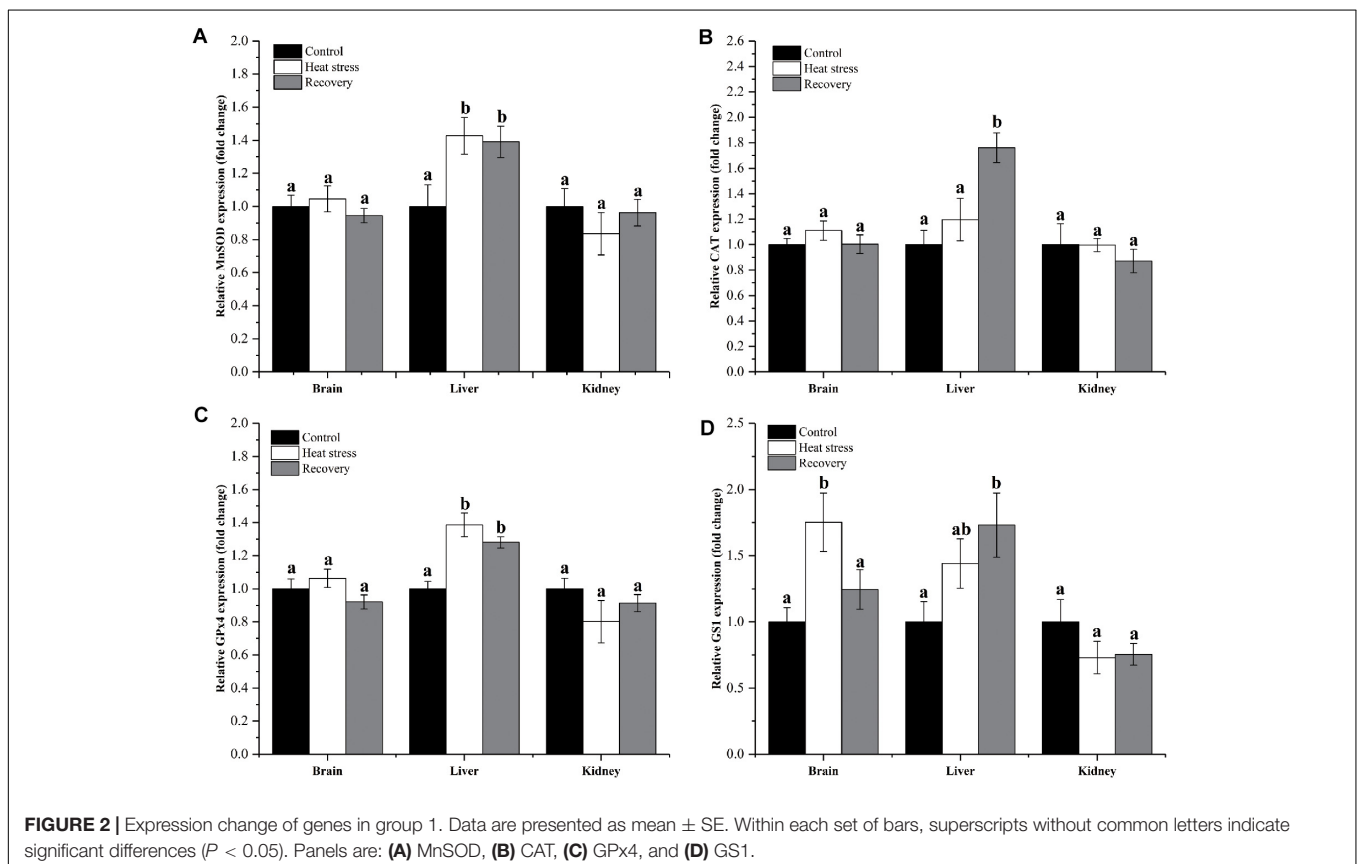 A
Relative MnSOD expression (fold change)
2.0
1.8
1.6
1.4
1.2
1.0
0.8
0.6
0.4
0.2
0.0
Control
Heat stress
Recovery
a a a
a b b
a a a
Brain Liver Kidney
B
Relative CAT expression (fold change)
2.6
2.4
2.2
2.0
1.8
1.6
1.4
1.2
1.0
0.8
0.6
0.4
0.2
0.0
Control
Heat stress
Recovery
a a a
a a b
a a a
Brain Liver Kidney
C
Relative GPx4 expression (fold change)
2.0
1.8
1.6
1.4
1.2
1.0
0.8
0.6
0.4
0.2
0.0
Control
Heat stress
Recovery
a a a
a b b
a a a
Brain Liver Kidney
D
Relative GS1 expression (fold change)
2.5
2.0
1.5
1.0
0.5
0.0
Control
Heat stress
Recovery
a b a
a ab b
a a a
Brain Liver Kidney
FIGURE 2 | Expression change of genes in group 1. Data are presented as mean ± SE. Within each set of bars, superscripts without common letters indicate
significant differences (P < 0.05). Panels are: (A) MnSOD, (B) CAT, (C) GPx4, and (D) GS1.